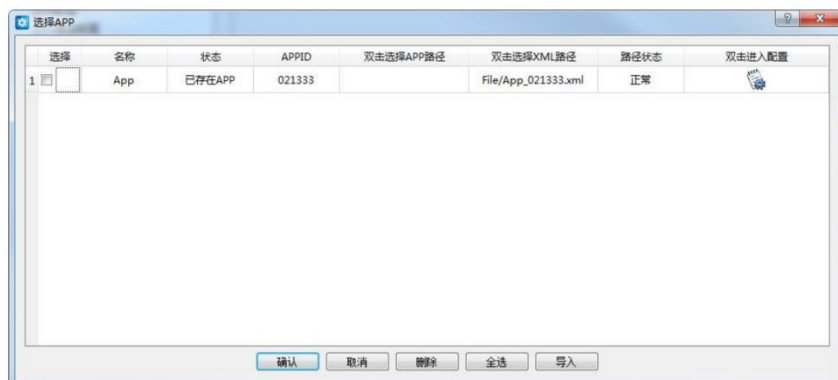 选择APP
选择 名称 状态 APPID 双击选择APP路径 双击选择XML路径 路径状态 双击进入配置
1 App 已存在APP 021333 File/App_021333.xml 正常
确认 取消 删除 全选 导入